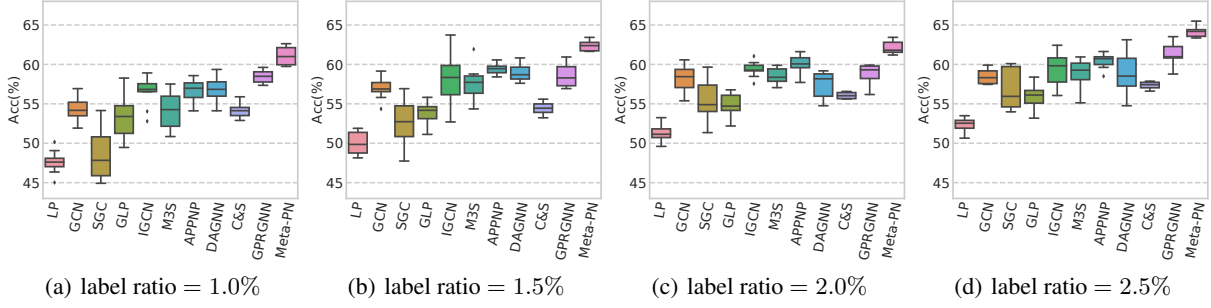 Acc(%)
65
60
55
50
45
LP
GCN
SGC
GLP
IGCN
M3S
APPNP
DAGNN
C&S
GPRGNN
Meta-PN
(a) label ratio = 1.0%
Acc(%)
65
60
55
50
45
LP
GCN
SGC
GLP
IGCN
M3S
APPNP
DAGNN
C&S
GPRGNN
Meta-PN
(b) label ratio = 1.5%
Acc(%)
65
60
55
50
45
LP
GCN
SGC
GLP
IGCN
M3S
APPNP
DAGNN
C&S
GPRGNN
Meta-PN
(c) label ratio = 2.0%
Acc(%)
65
60
55
50
45
LP
GCN
SGC
GLP
IGCN
M3S
APPNP
DAGNN
C&S
GPRGNN
Meta-PN
(d) label ratio = 2.5%